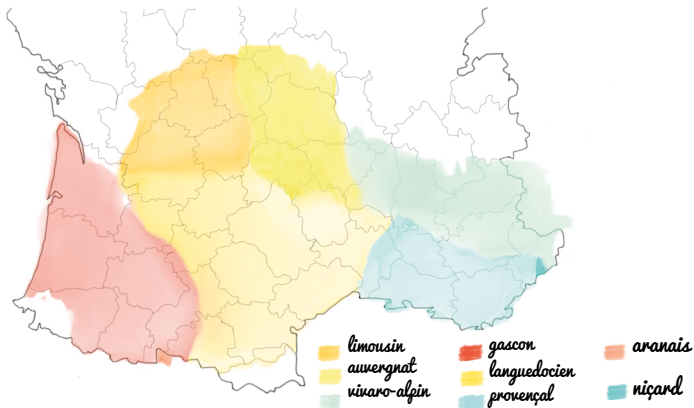 limousin
auvergnat
vivaro-alpin
gascon
languedocien
provençal
aranais
niçard